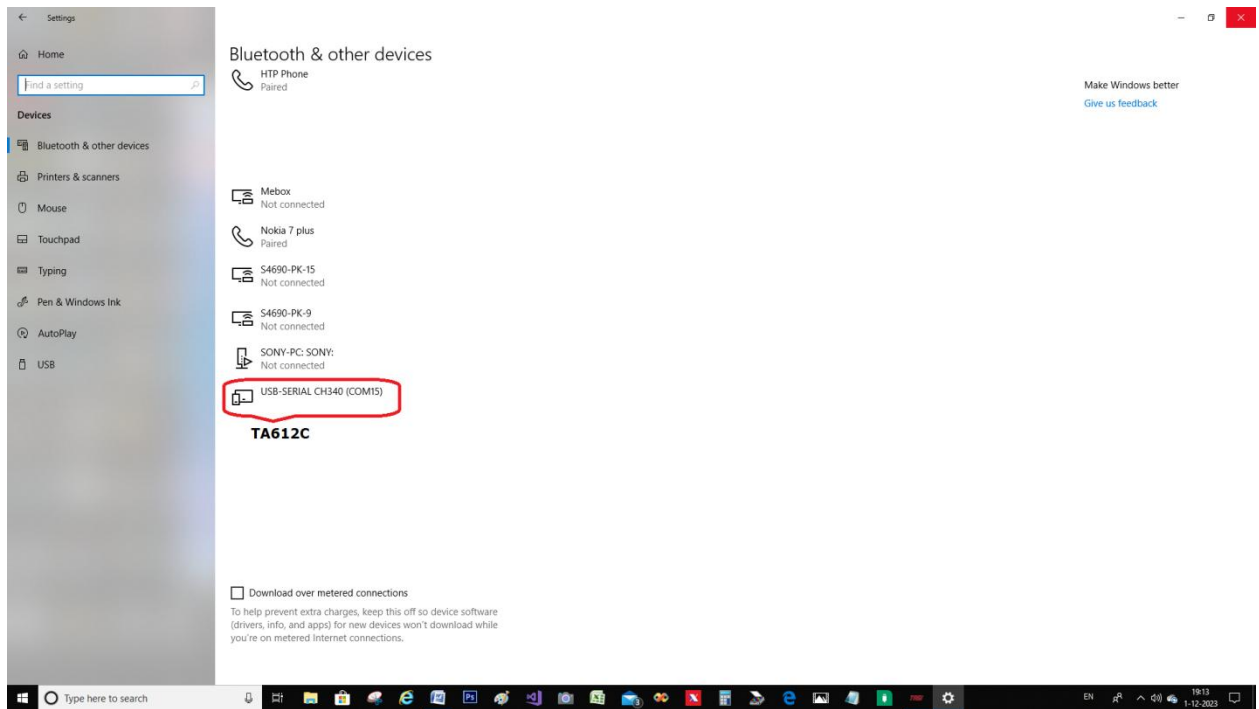 Settings
Home
Find a setting
Devices
Bluetooth & other devices
Printers & scanners
Mouse
Touchpad
Typing
Pen & Windows Ink
AutoPlay
USB
Bluetooth & other devices
HTP Phone
Paired
Mebox
Not connected
Nokia 7 plus
Paired
S4690-PK-15
Not connected
S4690-PK-9
Not connected
SONY-PC: SONY:
Not connected
USB-SERIAL CH340 (COM15)
TA612C
Download over metered connections
To help prevent extra charges, keep this off so device software
(drivers, info, and apps) for new devices won't download while
you're on metered Internet connections.
Make Windows better
Give us feedback
Type here to search
Ps
EN
19:13
1-12-2023